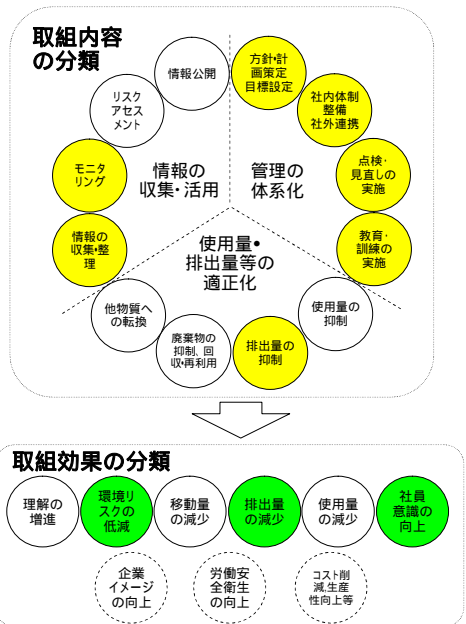 取組内容
の分類
情報公開
方針・計
画策定
目標設定
リスク
アセス
メント
社内体制
整備
社外連携
モニタ
リング
情報の
収集・活用
管理の
体系化
点検・
見直しの
実施
情報の
収集・整
理
使用量・
排出量等の
適正化
教育・
訓練の
実施
他物質へ
の転換
廃棄物の
抑制、回
収・再利用
排出量の
抑制
使用量の
抑制
取組効果の分類
理解の
増進
環境リ
スクの
低減
移動量
の減少
排出量
の減少
使用量
の減少
社員
意識の
向上
企業
イメージ
の向上
労働安
全衛生
の向上
コスト削
減,生産
性向上等